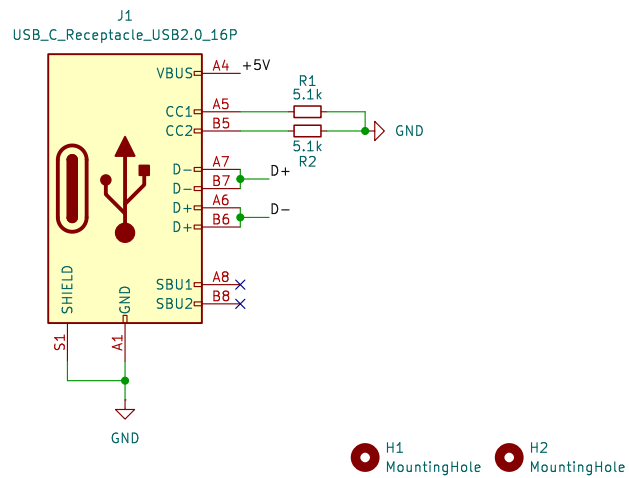 J1
USB_C_Receptacle_USB2.0_16P
VBUS A4 +5V
R1
5.1k
CC1 A5
CC2 B5
GND
5.1k
R2
D- A7
D+
D- B7
D+ A6
D-
D+ B6
SBU1 A8
SBU2 B8
SHIELD
GND
S1
A1
GND
H1
MountingHole
H2
MountingHole